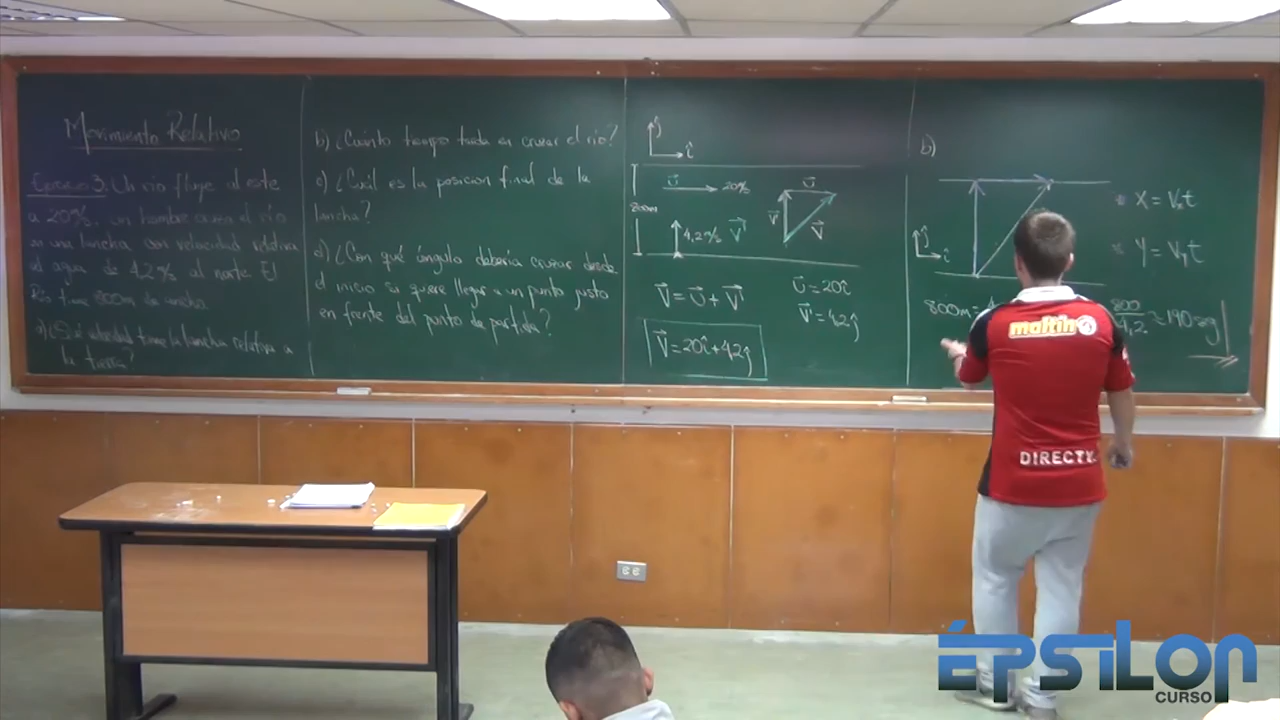 Movimiento Relativo
Ejercicio 3: Un río fluye al este
a 20 m/s, un hombre cruza el río
en una lancha con velocidad relativa
al agua de 4,2 m/s al norte. El
Río tiene 800m de ancho.
a) ¿Qué velocidad tiene la lancha relativa a
la tierra?
b) ¿Cuánto tiempo tarda en cruzar el río?
c) ¿Cuál es la posicion final de la
lancha?
d) ¿Con qué ángulo debería cruzar desde
el inicio si quiere llegar a un punto justo
en frente del punto de partida?
ĵ
î
U⃗ 20 m/s
800m
4,2 m/s V⃗'
U⃗
V⃗'
V⃗
V⃗ = U⃗ + V⃗'
U⃗ = 20î
V⃗' = 4,2ĵ
V⃗ = 20î + 4,2ĵ
b)
ĵ
î
* X = Vxt
* Y = Vyt
800m = 4
800/4,2 ≈ 190 sg
maltin
DIRECTV
ÉPSILON
CURSO